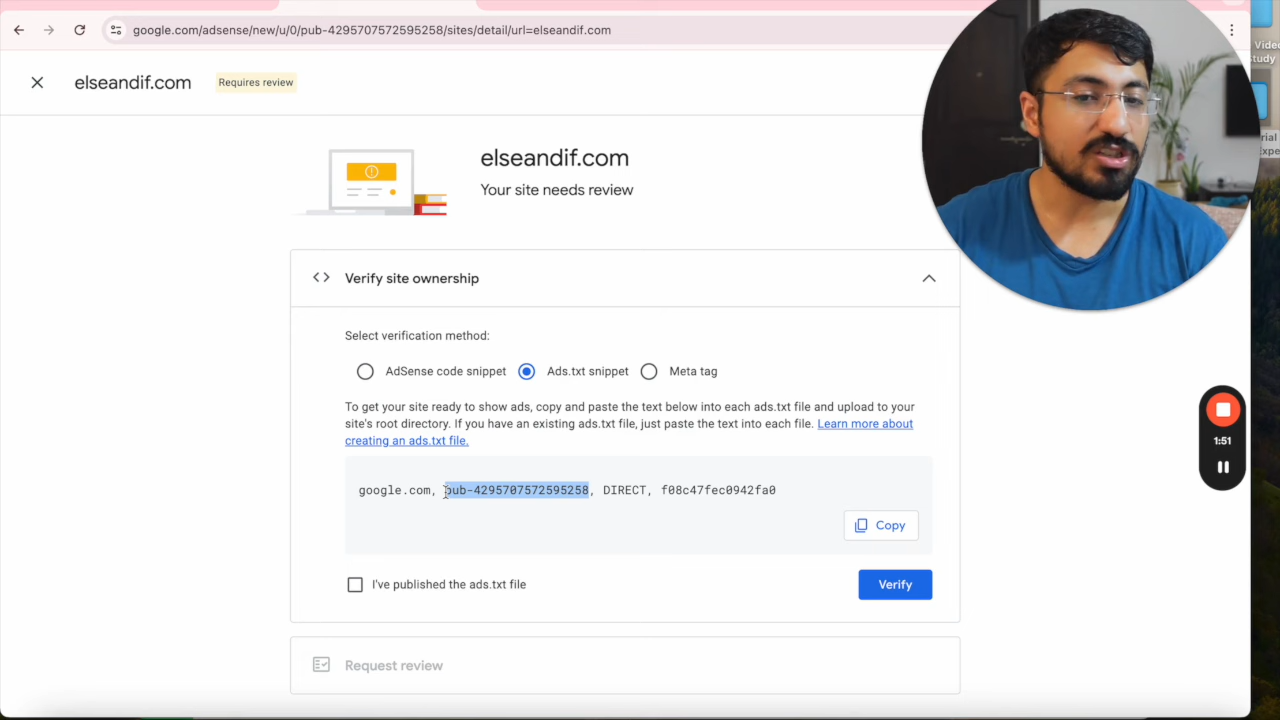 google.com/adsense/new/u/0/pub-4295707572595258/sites/detail/url=elseandif.com
Video
study
elseandif.com
Requires review
elseandif.com
Your site needs review
Verify site ownership
Select verification method:
AdSense code snippet
Ads.txt snippet
Meta tag
To get your site ready to show ads, copy and paste the text below into each ads.txt file and upload to your
site's root directory. If you have an existing ads.txt file, just paste the text into each file. Learn more about
creating an ads.txt file.
google.com, pub-4295707572595258, DIRECT, f08c47fec0942fa0
Copy
I've published the ads.txt file
Verify
Request review
1:51